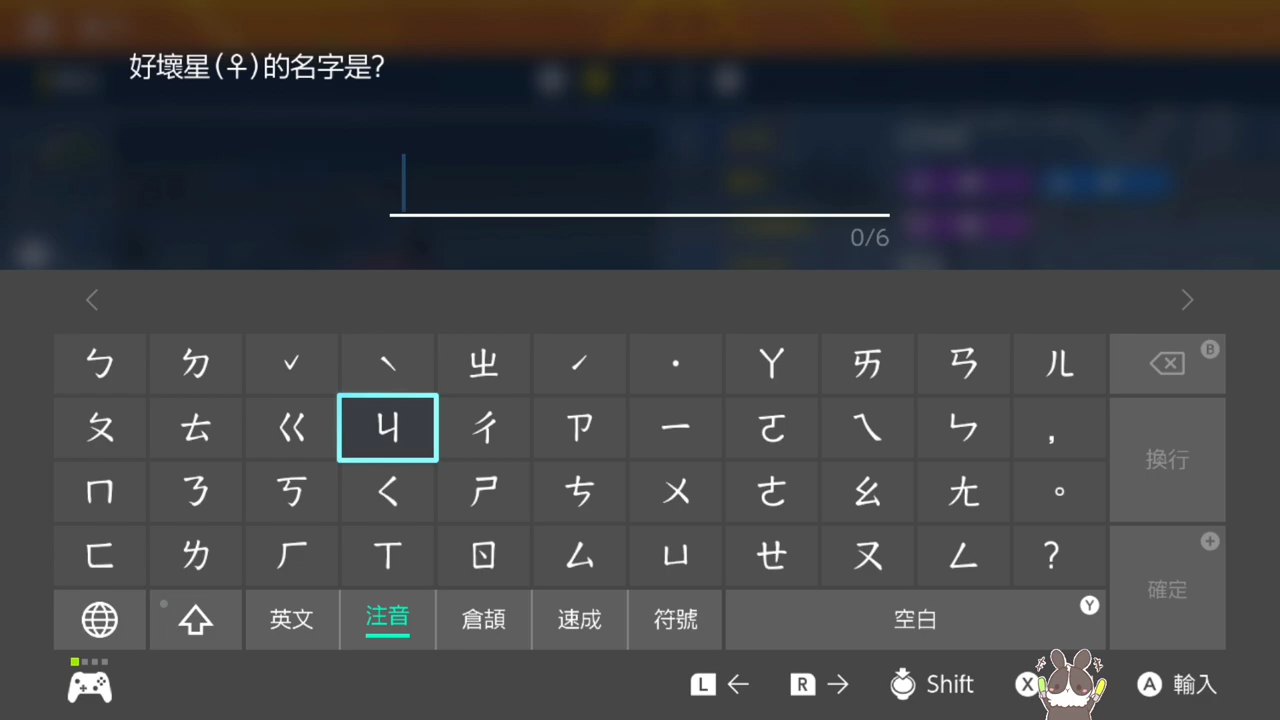 好壞星(♀)的名字是?
0/6
ㄅ ㄉ ˇ ˋ ㄓ ˊ ˙ ㄚ ㄞ ㄢ ㄦ B
ㄆ ㄊ ㄍ ㄐ ㄔ ㄗ ㄧ ㄛ ㄟ ㄣ ，
換行
ㄇ ㄋ ㄎ ㄑ ㄕ ㄘ ㄨ ㄜ ㄠ ㄤ 。
ㄈ ㄌ ㄏ ㄒ ㄖ ㄙ ㄩ ㄝ ㄡ ㄥ ?
確定
英文 注音 倉頡 速成 符號 空白 Y
L ← R → Shift X A 輸入